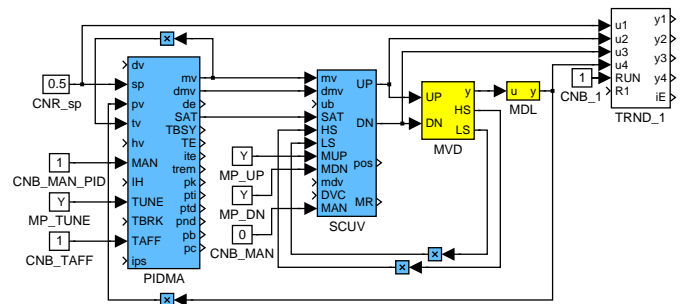 0.5
CNR_sp
1
CNB_MAN_PID
Y
MP_TUNE
1
CNB_TAFF
dv
sp
pv
tv
hv
MAN
IH
TUNE
TBRK
TAFF
ips
mv
dmv
de
SAT
TBSY
TE
ite
trem
pk
pti
ptd
pnd
pb
pc
PIDMA
Y
MP_UP
Y
MP_DN
0
CNB_MAN
mv
dmv
ub
SAT
HS
LS
MUP
MDN
mdv
DVC
MAN
UP
DN
pos
MR
SCUV
UP
DN
y
HS
LS
MVD
u y
MDL
1
CNB_1
u1
u2
u3
u4
RUN
R1
y1
y2
y3
y4
iE
TRND_1